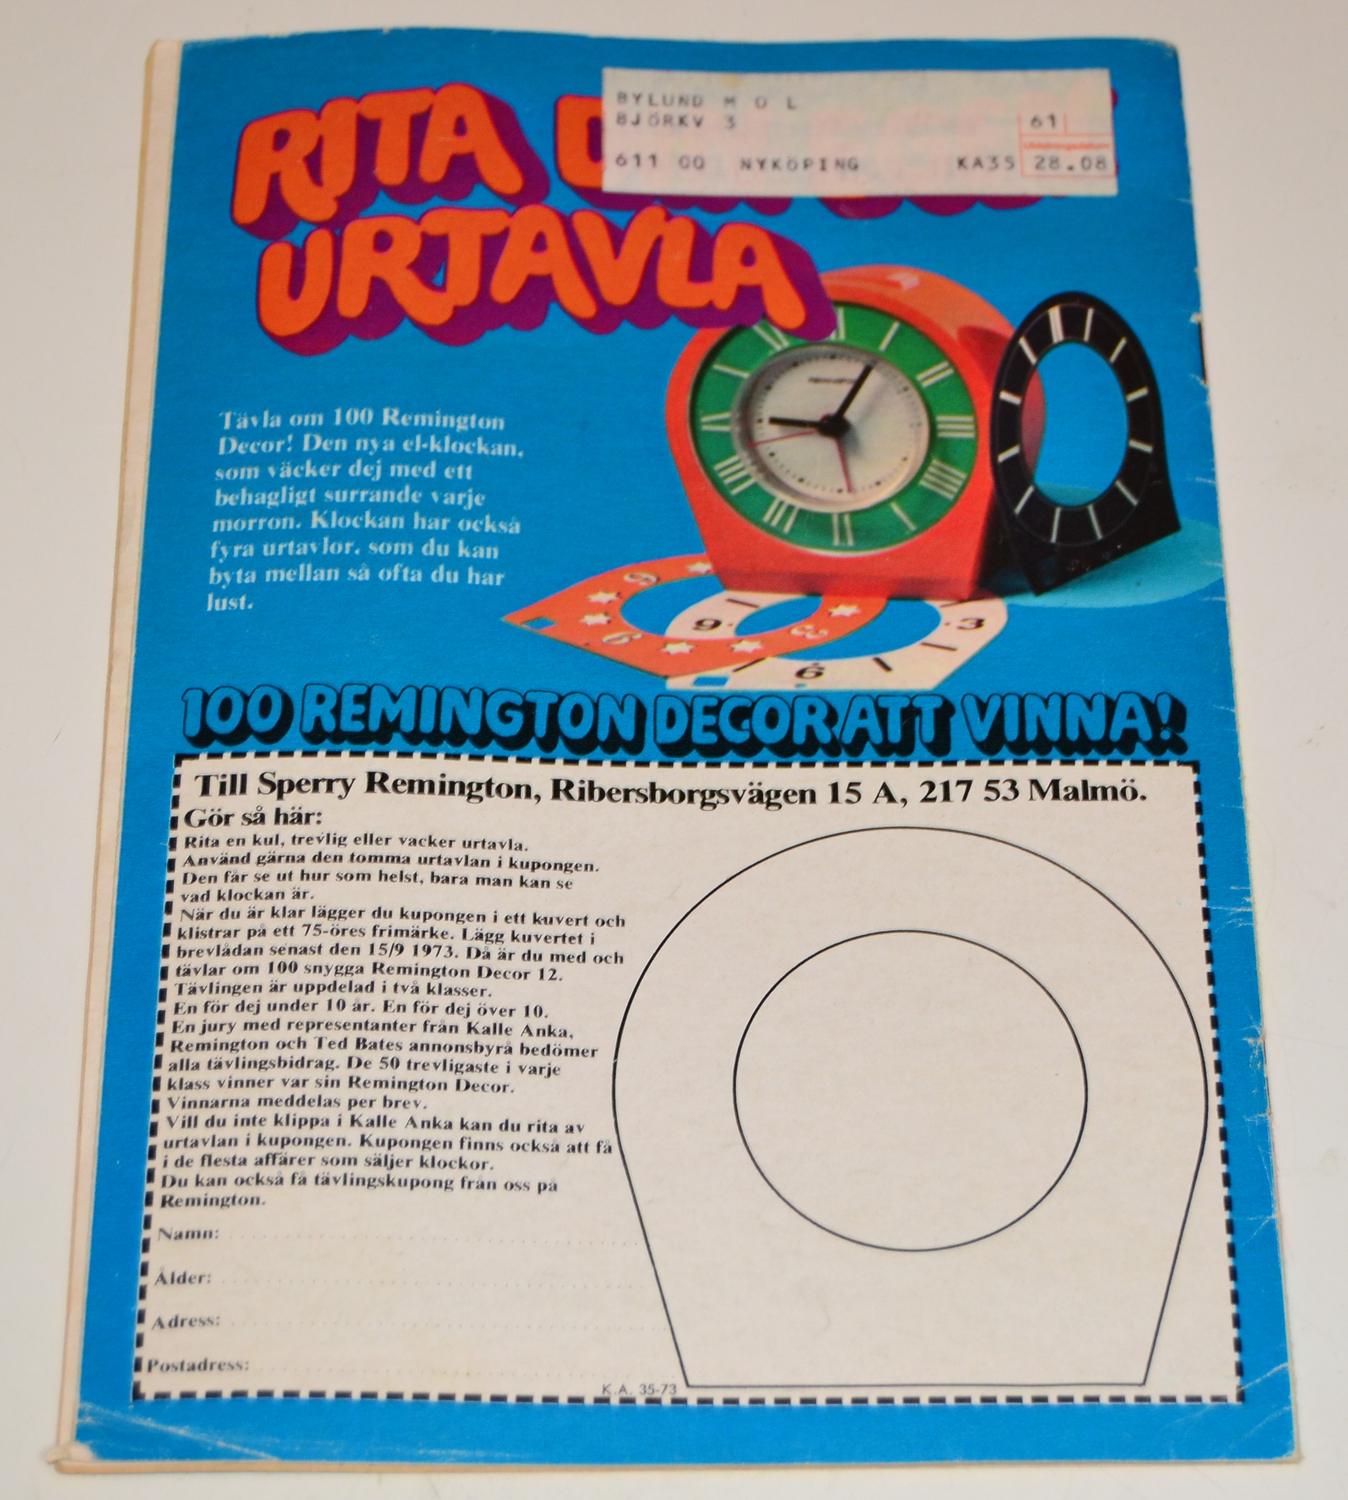 RITA
BYLUND M O L
BJÖRKV 3
61
Utdelningsdatum
611 00 NYKÖPING KA35 28.08
URTAVLA
Tävla om 100 Remington
Decor! Den nya el-klockan,
som väcker dej med ett
behagligt surrande varje
morron. Klockan har också
fyra urtavlor, som du kan
byta mellan så ofta du har
lust.
9 3
6
100 REMINGTON DECOR ATT VINNA!
Till Sperry Remington, Ribersborgsvägen 15 A, 217 53 Malmö.
Gör så här:
Rita en kul, trevlig eller vacker urtavla.
Använd gärna den tomma urtavlan i kupongen.
Den får se ut hur som helst, bara man kan se
vad klockan är.
När du är klar lägger du kupongen i ett kuvert och
klistrar på ett 75-öres frimärke. Lägg kuvertet i
brevlådan senast den 15/9 1973. Då är du med och
tävlar om 100 snygga Remington Decor 12.
Tävlingen är uppdelad i två klasser.
En för dej under 10 år. En för dej över 10.
En jury med representanter från Kalle Anka,
Remington och Ted Bates annonsbyrå bedömer
alla tävlingsbidrag. De 50 trevligaste i varje
klass vinner var sin Remington Decor.
Vinnarna meddelas per brev.
Vill du inte klippa i Kalle Anka kan du rita av
urtavlan i kupongen. Kupongen finns också att få
i de flesta affärer som säljer klockor.
Du kan också få tävlingskupong från oss på
Remington.
Namn:
Ålder:
Adress:
Postadress:
K.A. 35-73